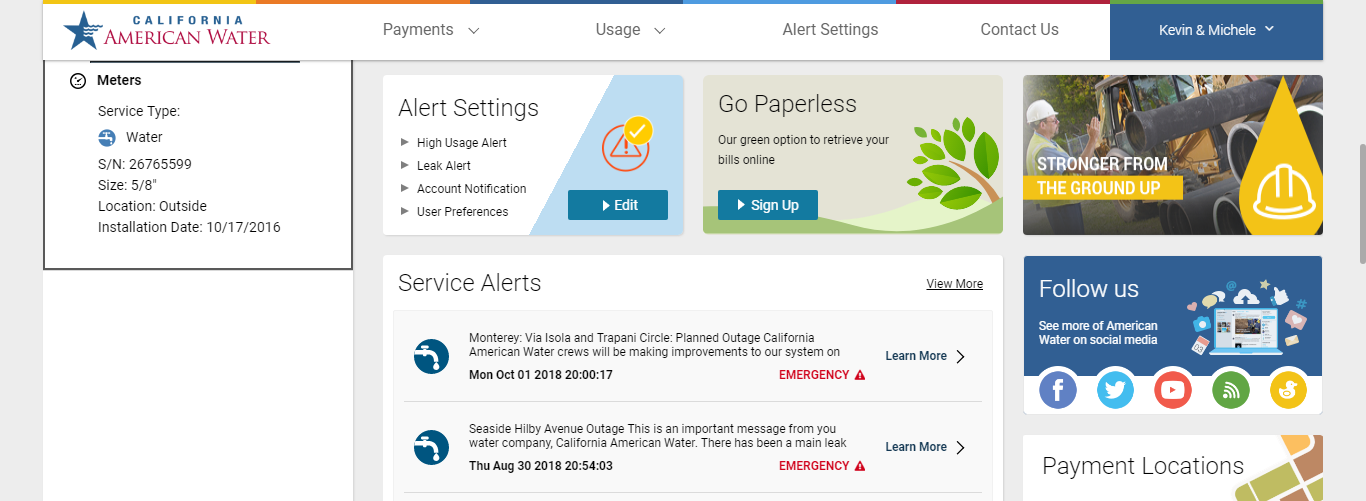 CALIFORNIA
AMERICAN WATER
Payments
Usage
Alert Settings
Contact Us
Kevin & Michele
Meters
Service Type:
Water
S/N: 26765599
Size: 5/8"
Location: Outside
Installation Date: 10/17/2016
Alert Settings
High Usage Alert
Leak Alert
Account Notification
User Preferences
Edit
Go Paperless
Our green option to retrieve your
bills online
Sign Up
STRONGER FROM
THE GROUND UP
Service Alerts
View More
Monterey: Via Isola and Trapani Circle: Planned Outage California
American Water crews will be making improvements to our system on
Mon Oct 01 2018 20:00:17
EMERGENCY
Learn More
Seaside Hilby Avenue Outage This is an important message from you
water company, California American Water. There has been a main leak
Thu Aug 30 2018 20:54:03
EMERGENCY
Learn More
Follow us
See more of American
Water on social media
Payment Locations